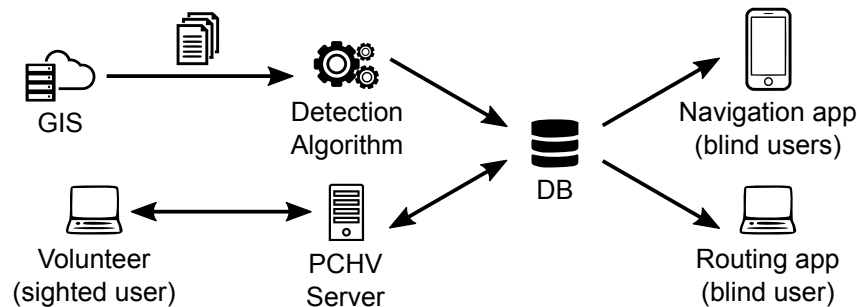 GIS
Detection
Algorithm
DB
Navigation app
(blind users)
Volunteer
(sighted user)
PCHV
Server
Routing app
(blind user)